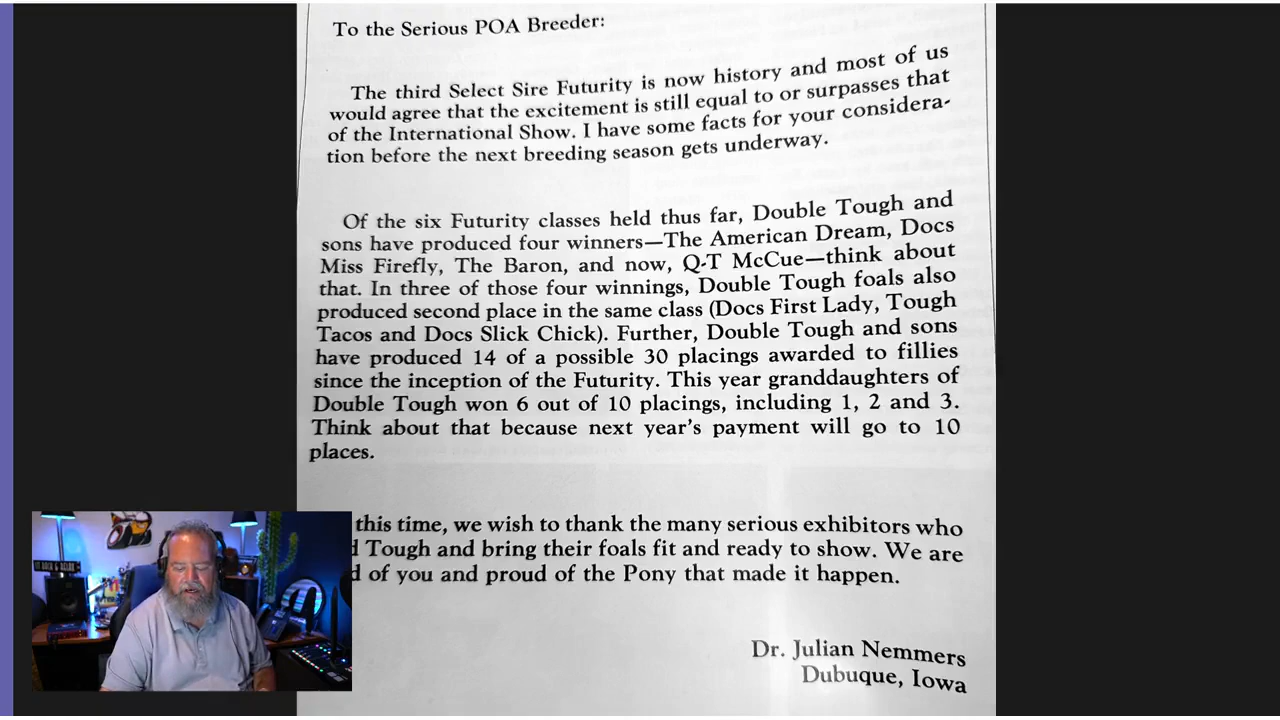 To the Serious POA Breeder:
The third Select Sire Futurity is now history and most of us
would agree that the excitement is still equal to or surpasses that
of the International Show. I have some facts for your considera-
tion before the next breeding season gets underway.
Of the six Futurity classes held thus far, Double Tough and
sons have produced four winners—The American Dream, Docs
Miss Firefly, The Baron, and now, Q-T McCue—think about
that. In three of those four winnings, Double Tough foals also
produced second place in the same class (Docs First Lady, Tough
Tacos and Docs Slick Chick). Further, Double Tough and sons
have produced 14 of a possible 30 placings awarded to fillies
since the inception of the Futurity. This year granddaughters of
Double Tough won 6 out of 10 placings, including 1, 2 and 3.
Think about that because next year's payment will go to 10
places.
this time, we wish to thank the many serious exhibitors who
Tough and bring their foals fit and ready to show. We are
of you and proud of the Pony that made it happen.
Dr. Julian Nemmers
Dubuque, Iowa